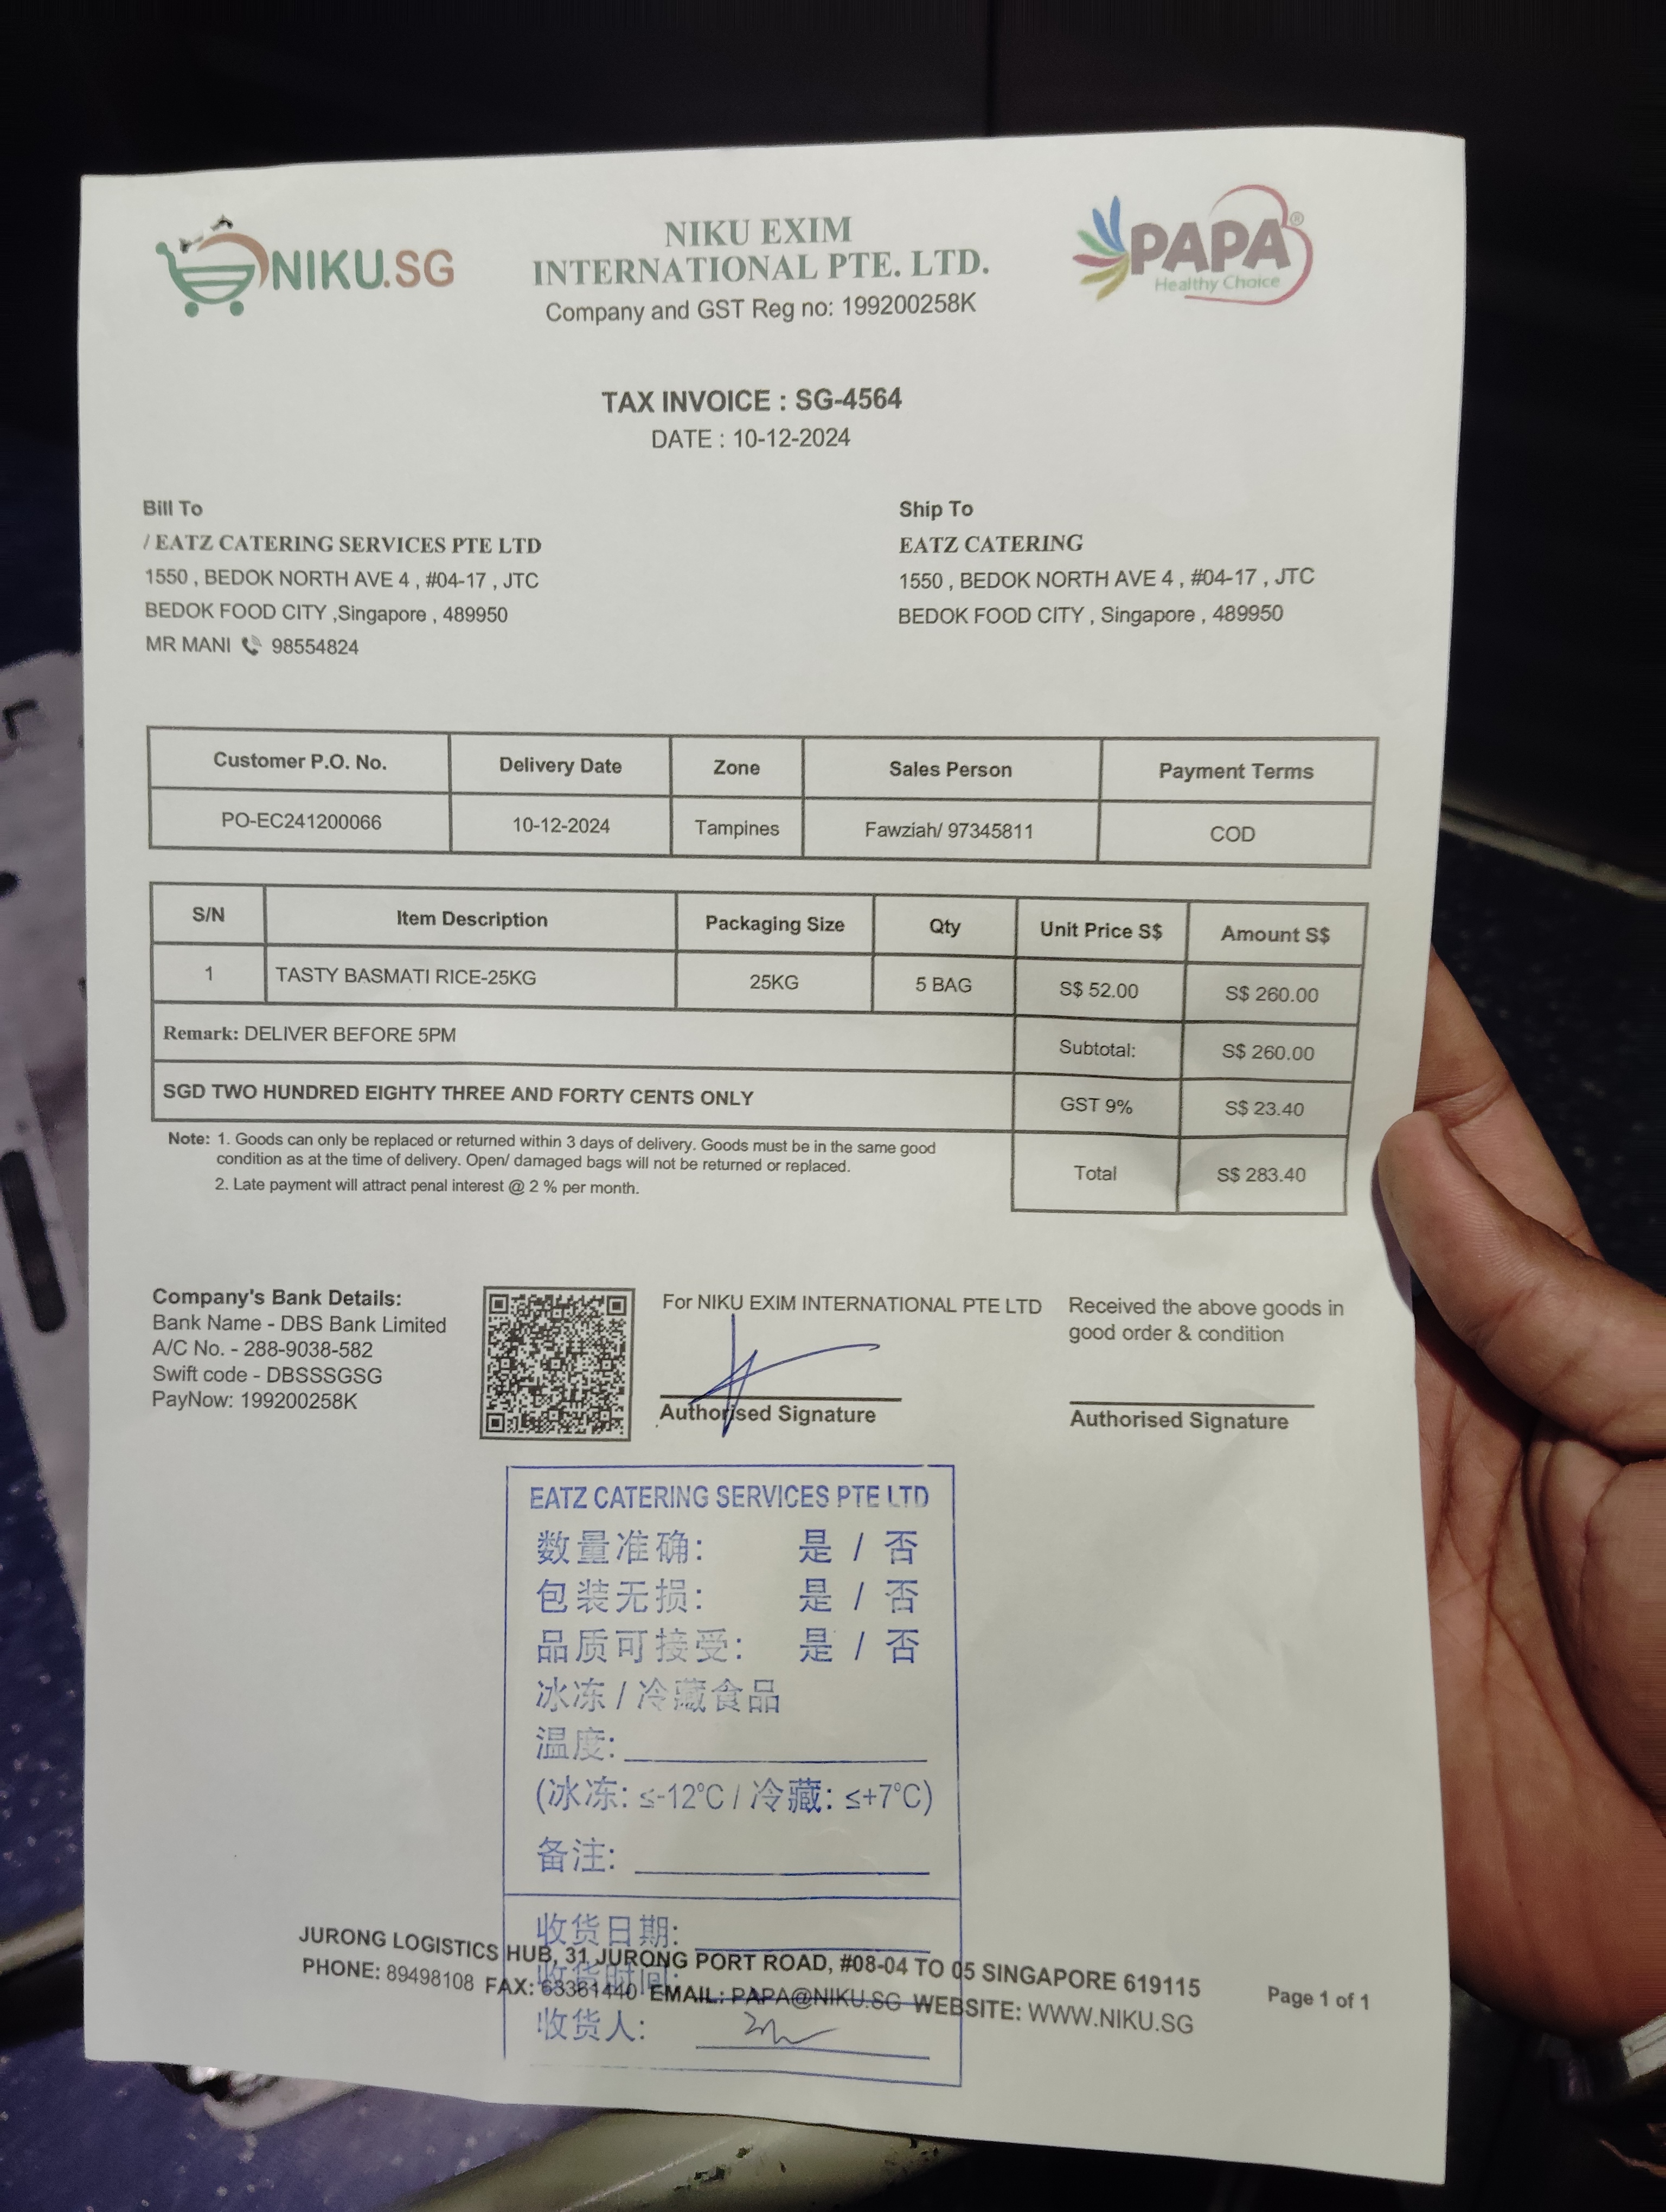 NIKU.SG
NIKU EXIM
INTERNATIONAL PTE. LTD.
Company and GST Reg no: 199200258K
PAPA®
Healthy Choice
TAX INVOICE : SG-4564
DATE : 10-12-2024
Bill To
/ EATZ CATERING SERVICES PTE LTD
1550 , BEDOK NORTH AVE 4 , #04-17 , JTC
BEDOK FOOD CITY ,Singapore , 489950
MR MANI 98554824
Ship To
EATZ CATERING
1550 , BEDOK NORTH AVE 4 , #04-17 , JTC
BEDOK FOOD CITY , Singapore , 489950
Customer P.O. No. Delivery Date Zone Sales Person Payment Terms
PO-EC241200066 10-12-2024 Tampines Fawziah/ 97345811 COD
S/N Item Description Packaging Size Qty Unit Price S$ Amount S$
1 TASTY BASMATI RICE-25KG 25KG 5 BAG S$ 52.00 S$ 260.00
Remark: DELIVER BEFORE 5PM Subtotal: S$ 260.00
SGD TWO HUNDRED EIGHTY THREE AND FORTY CENTS ONLY GST 9% S$ 23.40
Total S$ 283.40
Note: 1. Goods can only be replaced or returned within 3 days of delivery. Goods must be in the same good
condition as at the time of delivery. Open/ damaged bags will not be returned or replaced.
2. Late payment will attract penal interest @ 2 % per month.
Company's Bank Details:
Bank Name - DBS Bank Limited
A/C No. - 288-9038-582
Swift code - DBSSSGSG
PayNow: 199200258K
For NIKU EXIM INTERNATIONAL PTE LTD
Authorised Signature
Received the above goods in
good order & condition
Authorised Signature
EATZ CATERING SERVICES PTE LTD
数量准确: 是 / 否
包装无损: 是 / 否
品质可接受: 是 / 否
冰冻 / 冷藏食品
温度:
(冰冻: ≤-12°C / 冷藏: ≤+7°C)
备注:
收货日期:
收货时间:
收货人:
JURONG LOGISTICS HUB, 31 JURONG PORT ROAD, #08-04 TO 05 SINGAPORE 619115
PHONE: 89498108 FAX: 63361440 EMAIL: PAPA@NIKU.SG WEBSITE: WWW.NIKU.SG
Page 1 of 1